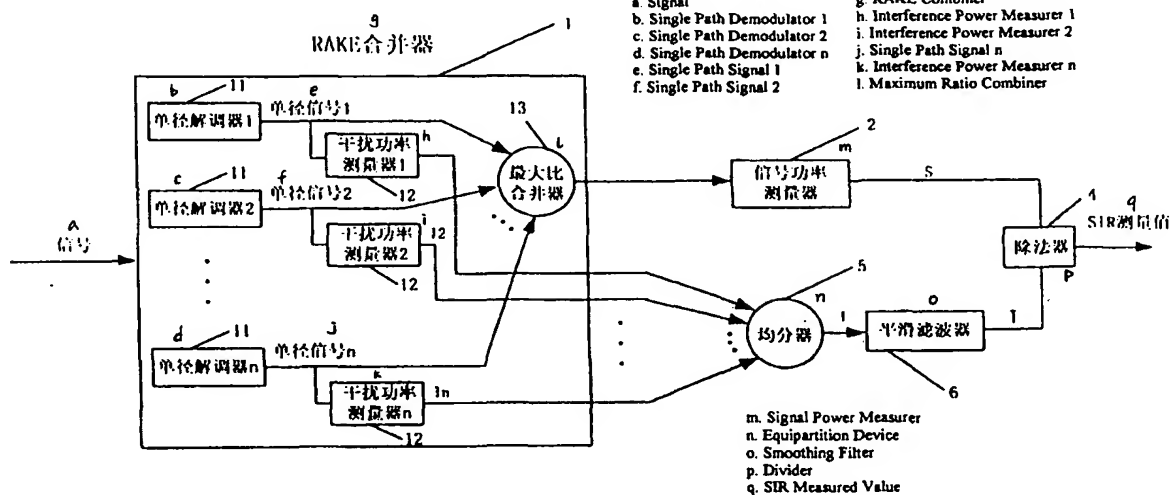 a. Signal
b. Single Path Demodulator 1
c. Single Path Demodulator 2
d. Single Path Demodulator n
e. Single Path Signal 1
f. Single Path Signal 2
g. RAKE Combiner
h. Interference Power Measurer 1
i. Interference Power Measurer 2
j. Single Path Signal n
k. Interference Power Measurer n
l. Maximum Ratio Combiner
g
RAKE合并器
1
b
11
单径解调器1
e
单径信号1
h
干扰功率
测量器1
12
13
l
最大比
合并器
2
m
信号功率
测量器
S
c
11
单径解调器2
f
单径信号2
i
12
干扰功率
测量器2
12
a
信号
4
q
SIR测量值
除法器
p
5
n
均分器
I
o
平滑滤波器
6
d
11
单径解调器n
j
单径信号n
k
干扰功率
测量器n
In
12
m. Signal Power Measurer
n. Equipartition Device
o. Smoothing Filter
p. Divider
q. SIR Measured Value